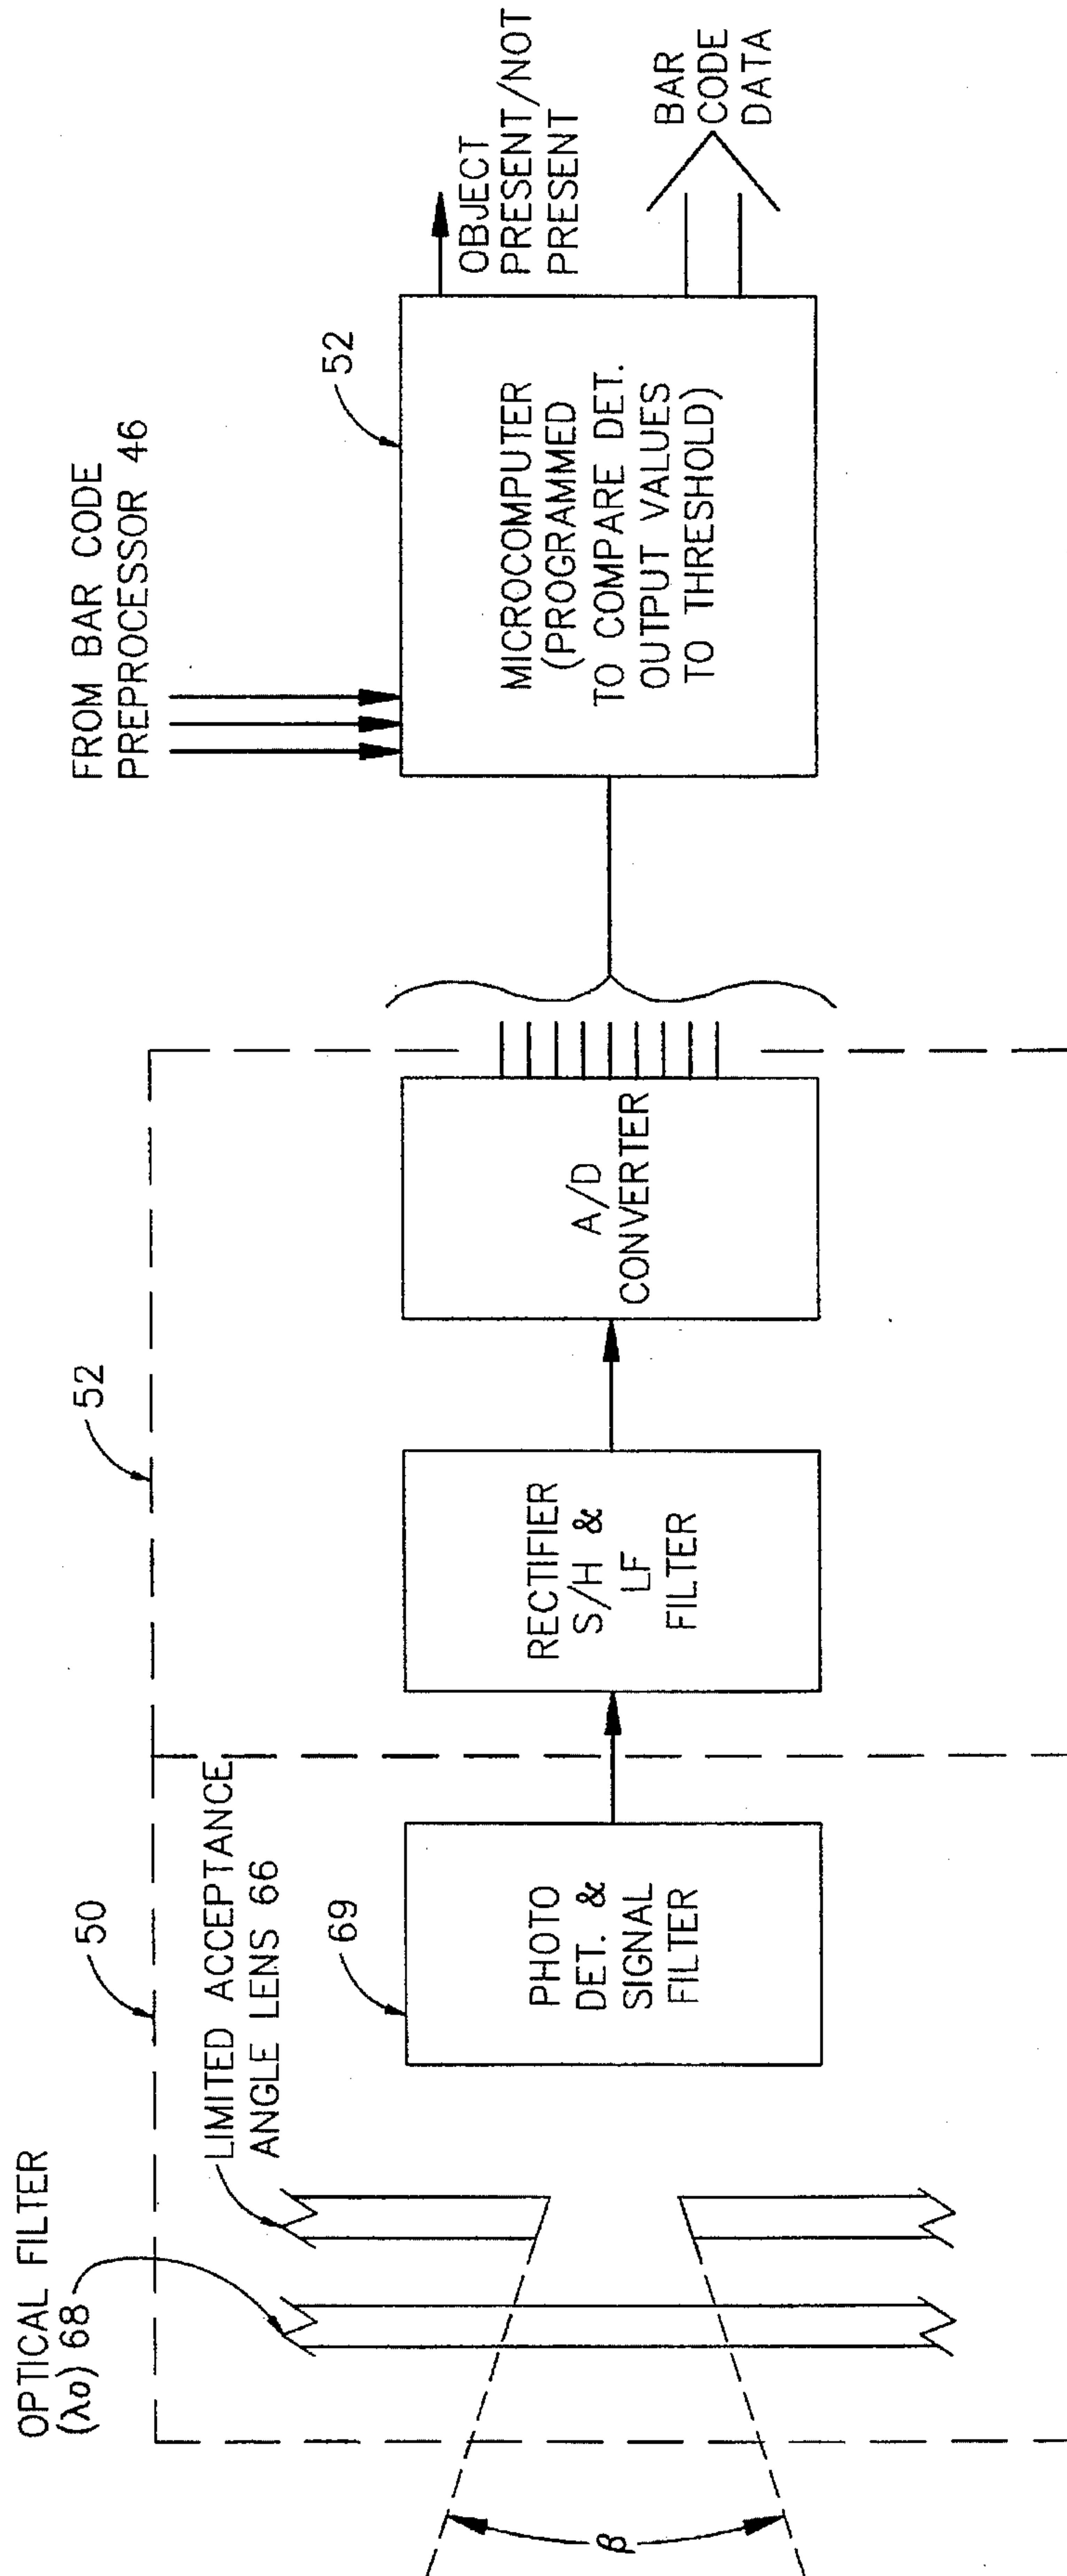 OPTICAL FILTER
(λo) 68
50
LIMITED ACCEPTANCE
ANGLE LENS 66
69
β
PHOTO
DET. &
SIGNAL
FILTER
52
RECTIFIER
S/H &
LF
FILTER
A/D
CONVERTER
FROM BAR CODE
PREPROCESSOR 46
52
MICROCOMPUTER
(PROGRAMMED
TO COMPARE DET.
OUTPUT VALUES
TO THRESHOLD)
OBJECT
PRESENT/NOT
PRESENT
BAR
CODE
DATA